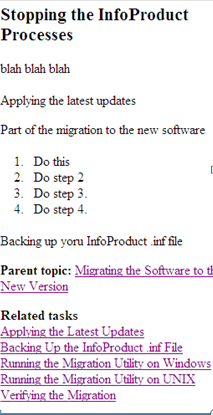 Stopping the InfoProduct
Processes
blah blah blah
Applying the latest updates
Part of the migration to the new software
1. Do this
2. Do step 2
3. Do step 3.
4. Do step 4.
Backing up yoru InfoProduct .inf file
Parent topic: Migrating the Software to th
New Version
Related tasks
Applying the Latest Updates
Backing Up the InfoProduct .inf File
Running the Migration Utility on Windows
Running the Migration Utility on UNIX
Verifying the Migration